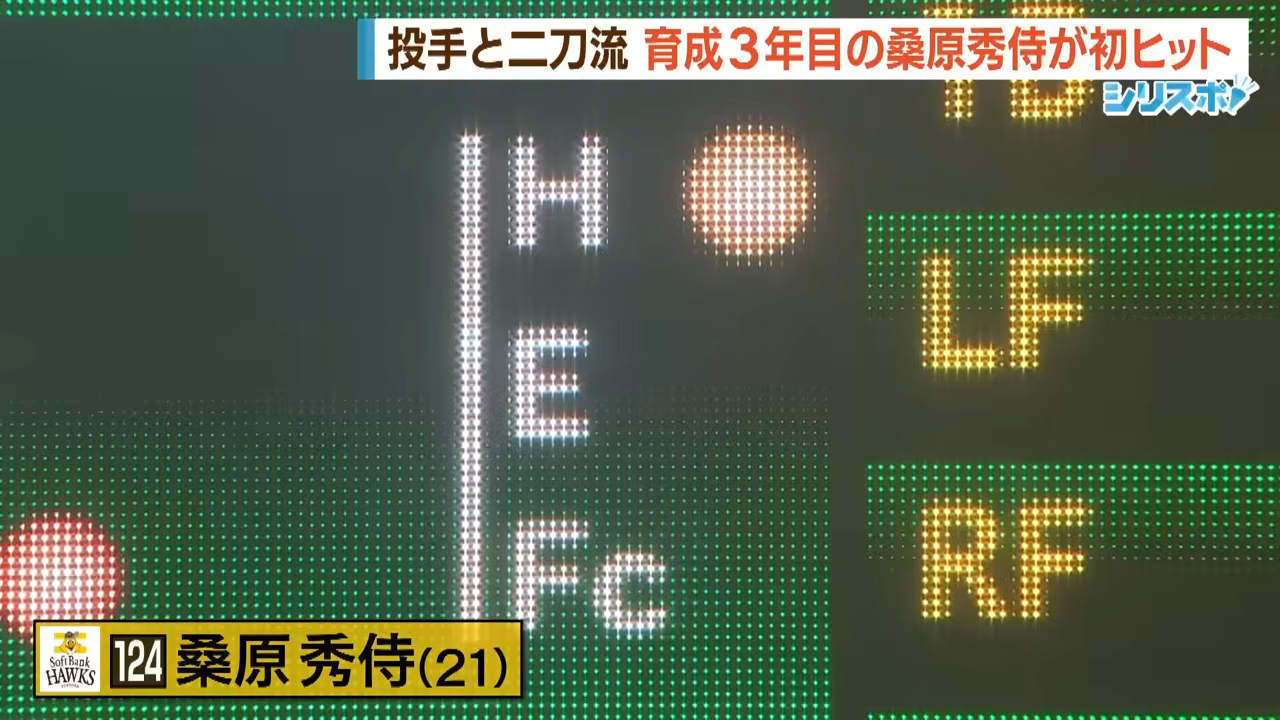 投手と二刀流 育成3年目の桑原秀侍が初ヒット
シリスポ!
H
E
Fc
LF
RF
SoftBank
HAWKS
124 桑原 秀侍(21)